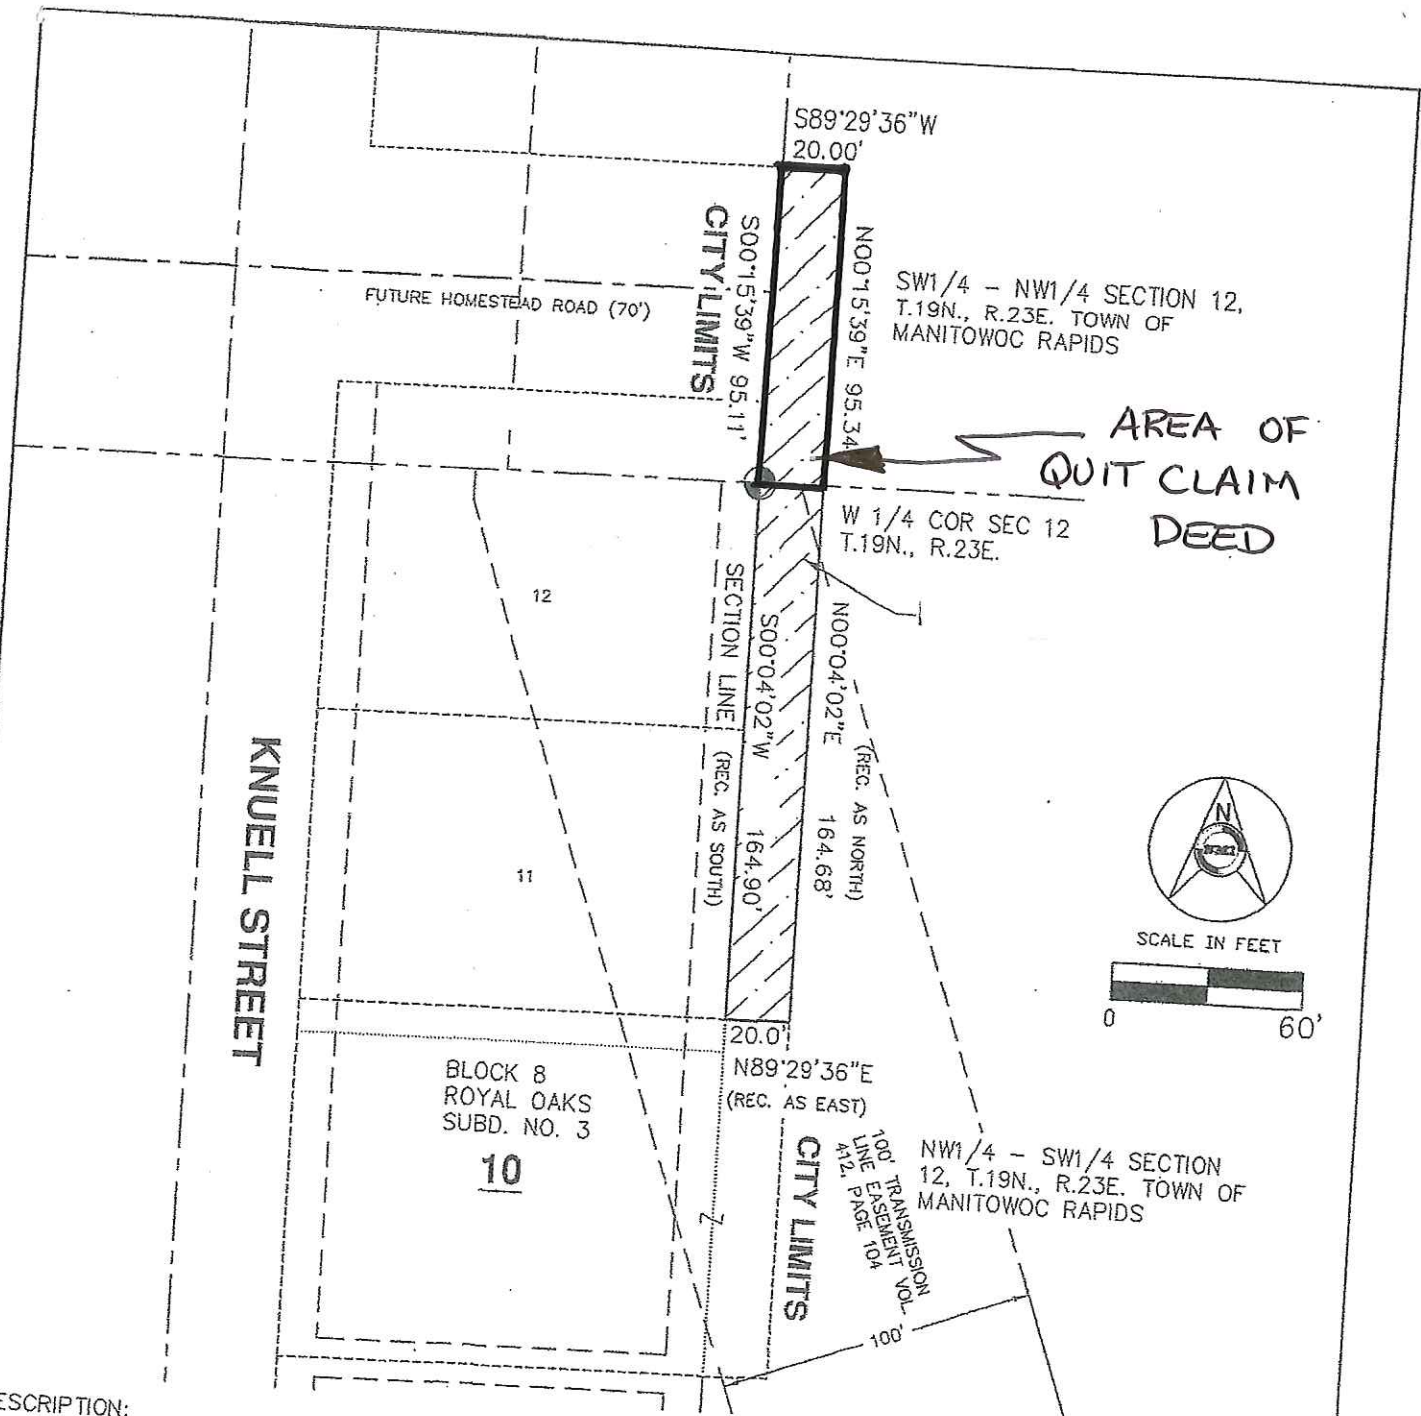 S89°29'36"W
20.00'
CITY LIMITS
S00°15'39"W 95.11'
N00°15'39"E 95.34
SW1/4 - NW1/4 SECTION 12,
T.19N., R.23E. TOWN OF
MANITOWOC RAPIDS
FUTURE HOMESTEAD ROAD (70')
AREA OF
QUIT CLAIM
DEED
W 1/4 COR SEC 12
T.19N., R.23E.
12
SECTION LINE (REC. AS SOUTH)
S00°04'02"W 164.90'
N00°04'02"E 164.68'
(REC. AS NORTH)
KNUELL STREET
11
N
SCALE IN FEET
0 60'
20.0'
N89°29'36"E
(REC. AS EAST)
BLOCK 8
ROYAL OAKS
SUBD. NO. 3
10
CITY LIMITS
100' TRANSMISSION
LINE EASEMENT VOL.
412, PAGE 104
NW1/4 - SW1/4 SECTION
12, T.19N., R.23E. TOWN OF
MANITOWOC RAPIDS
100'
ESCRIPTION: